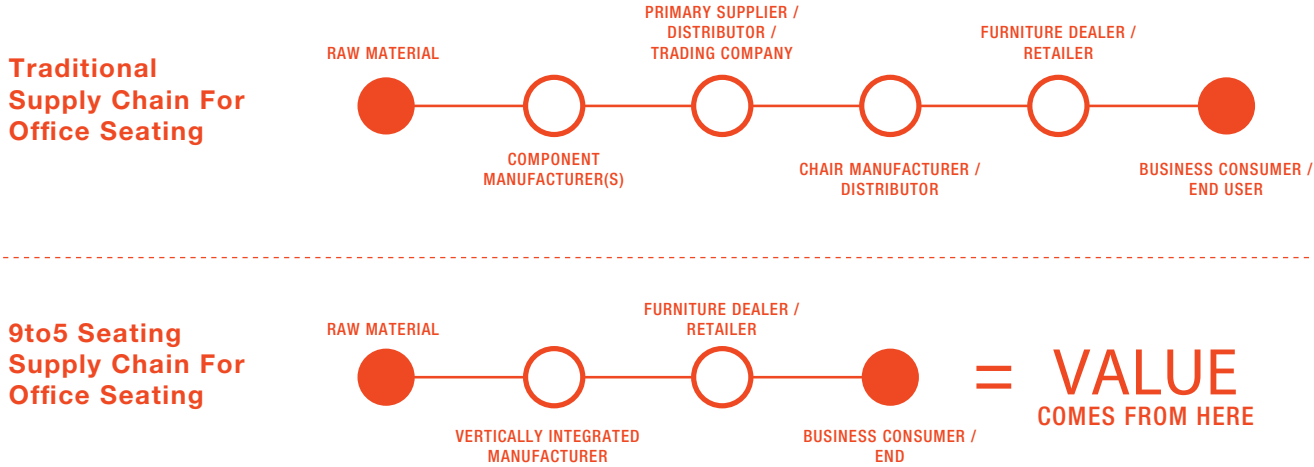 Traditional
Supply Chain For
Office Seating
RAW MATERIAL
COMPONENT
MANUFACTURER(S)
PRIMARY SUPPLIER /
DISTRIBUTOR /
TRADING COMPANY
CHAIR MANUFACTURER /
DISTRIBUTOR
FURNITURE DEALER /
RETAILER
BUSINESS CONSUMER /
END USER
9to5 Seating
Supply Chain For
Office Seating
RAW MATERIAL
VERTICALLY INTEGRATED
MANUFACTURER
FURNITURE DEALER /
RETAILER
BUSINESS CONSUMER /
END
= VALUE
COMES FROM HERE